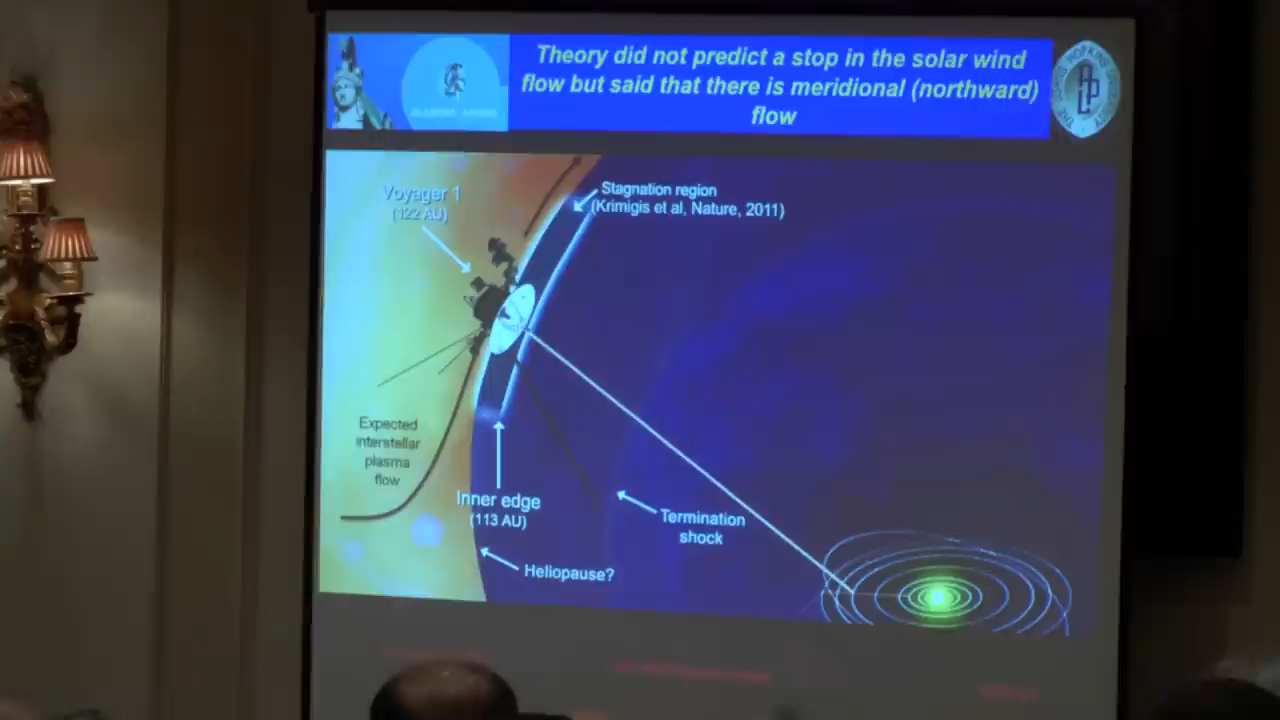 Theory did not predict a stop in the solar wind
flow but said that there is meridional (northward)
flow
Voyager 1
(122 AU)
Stagnation region
(Krimigis et al, Nature, 2011)
Expected
interstellar
plasma
flow
Inner edge
(113 AU)
Termination
shock
Heliopause?